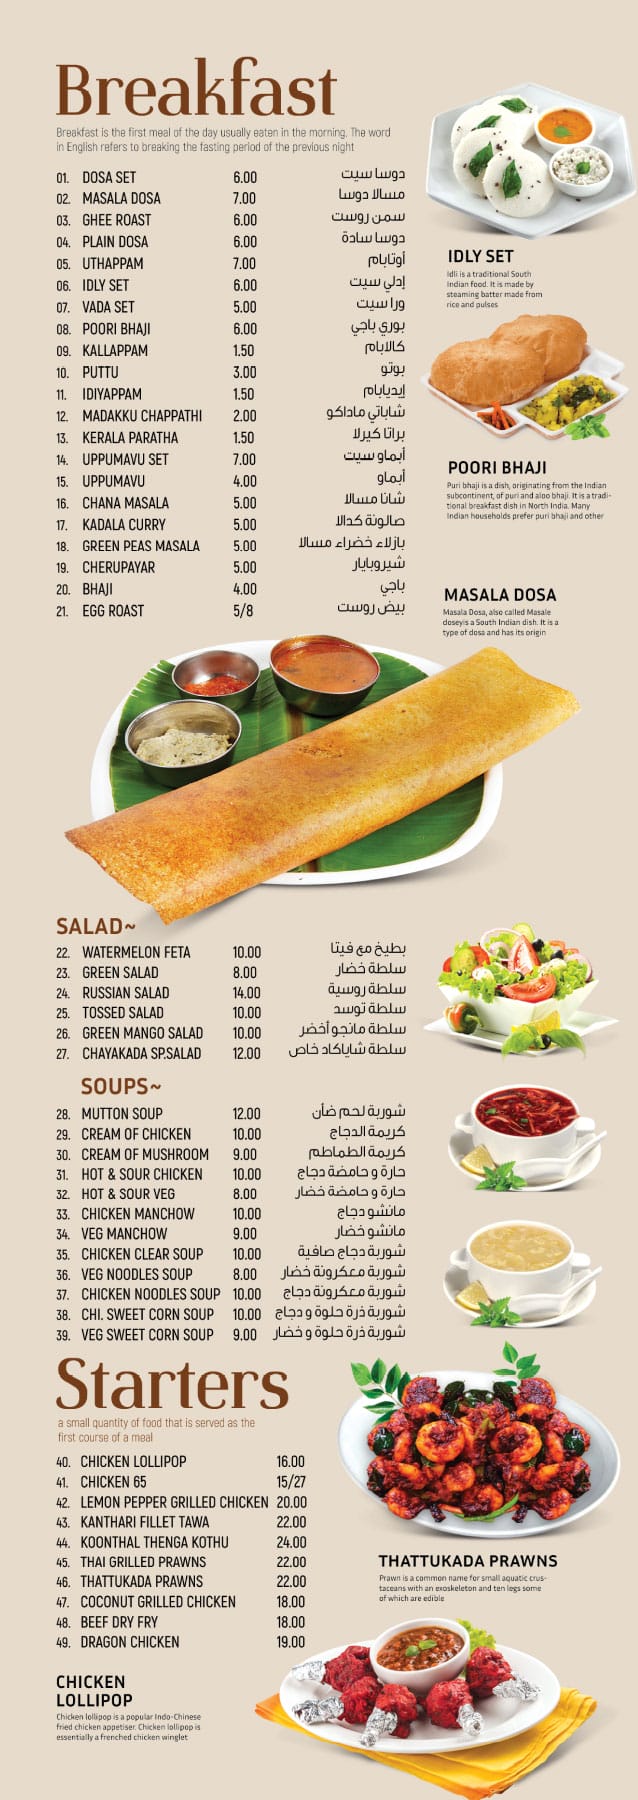 Breakfast
Breakfast is the first meal of the day usually eaten in the morning. The word
in English refers to breaking the fasting period of the previous night
01. DOSA SET 6.00 دوسا سيت
02. MASALA DOSA 7.00 مسالا دوسا
03. GHEE ROAST 6.00 سمن روست
04. PLAIN DOSA 6.00 دوسا سادة
05. UTHAPPAM 7.00 أوتابام
06. IDLY SET 6.00 إدلي سيت
07. VADA SET 5.00 ورا سيت
08. POORI BHAJI 6.00 بوري باجي
09. KALLAPPAM 1.50 كالابام
10. PUTTU 3.00 بوتو
11. IDIYAPPAM 1.50 إيديابام
12. MADAKKU CHAPPATHI 2.00 شاباتي ماداكو
13. KERALA PARATHA 1.50 براتا كيرلا
14. UPPUMAVU SET 7.00 أبماو سيت
15. UPPUMAVU 4.00 أبماو
16. CHANA MASALA 5.00 شانا مسالا
17. KADALA CURRY 5.00 صالونة كدالا
18. GREEN PEAS MASALA 5.00 بازلاء خضراء مسالا
19. CHERUPAYAR 5.00 شيروبايار
20. BHAJI 4.00 باجي
21. EGG ROAST 5/8 بيض روست
IDLY SET
Idli is a traditional South
Indian food. It is made by
steaming batter made from
rice and pulses
POORI BHAJI
Puri bhaji is a dish, originating from the Indian
subcontinent, of puri and aloo bhaji. It is a tradi-
tional breakfast dish in North India. Many
Indian households prefer puri bhaji and other
MASALA DOSA
Masala Dosa, also called Masale
doseyis a South Indian dish. It is a
type of dosa and has its origin
SALAD~
22. WATERMELON FETA 10.00 بطيخ مع فيتا
23. GREEN SALAD 8.00 سلطة خضار
24. RUSSIAN SALAD 14.00 سلطة روسية
25. TOSSED SALAD 10.00 سلطة توسد
26. GREEN MANGO SALAD 10.00 سلطة مانجو أخضر
27. CHAYAKADA SP.SALAD 12.00 سلطة شاياكاد خاص
SOUPS~
28. MUTTON SOUP 12.00 شوربة لحم ضأن
29. CREAM OF CHICKEN 10.00 كريمة الدجاج
30. CREAM OF MUSHROOM 9.00 كريمة الطماطم
31. HOT & SOUR CHICKEN 10.00 حارة و حامضة دجاج
32. HOT & SOUR VEG 8.00 حارة و حامضة خضار
33. CHICKEN MANCHOW 10.00 مانشو دجاج
34. VEG MANCHOW 9.00 مانشو خضار
35. CHICKEN CLEAR SOUP 10.00 شوربة دجاج صافية
36. VEG NOODLES SOUP 8.00 شوربة معكرونة خضار
37. CHICKEN NOODLES SOUP 10.00 شوربة معكرونة دجاج
38. CHI. SWEET CORN SOUP 10.00 شوربة ذرة حلوة و دجاج
39. VEG SWEET CORN SOUP 9.00 شوربة ذرة حلوة و خضار
Starters
a small quantity of food that is served as the
first course of a meal
40. CHICKEN LOLLIPOP 16.00
41. CHICKEN 65 15/27
42. LEMON PEPPER GRILLED CHICKEN 20.00
43. KANTHARI FILLET TAWA 22.00
44. KOONTHAL THENGA KOTHU 24.00
45. THAI GRILLED PRAWNS 22.00
46. THATTUKADA PRAWNS 22.00
47. COCONUT GRILLED CHICKEN 18.00
48. BEEF DRY FRY 18.00
49. DRAGON CHICKEN 19.00
THATTUKADA PRAWNS
Prawn is a common name for small aquatic crus-
taceans with an exoskeleton and ten legs some
of which are edible
CHICKEN
LOLLIPOP
Chicken lollipop is a popular Indo-Chinese
fried chicken appetiser. Chicken lollipop is
essentially a frenched chicken winglet